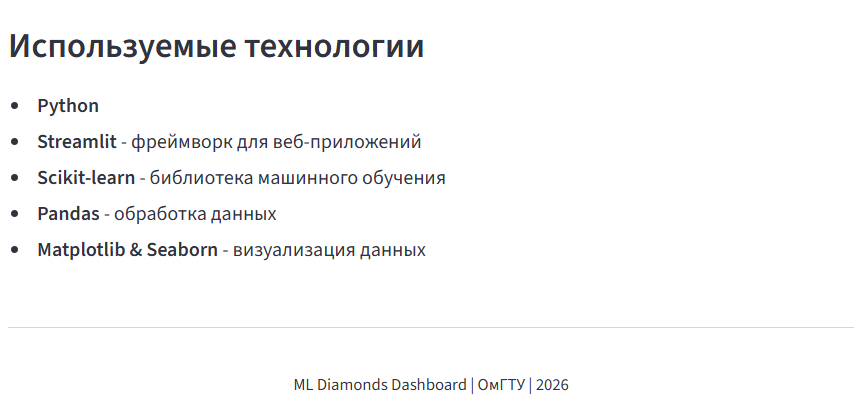 Используемые технологии
Python
Streamlit - фреймворк для веб-приложений
Scikit-learn - библиотека машинного обучения
Pandas - обработка данных
Matplotlib & Seaborn - визуализация данных
ML Diamonds Dashboard | ОмГТУ | 2026